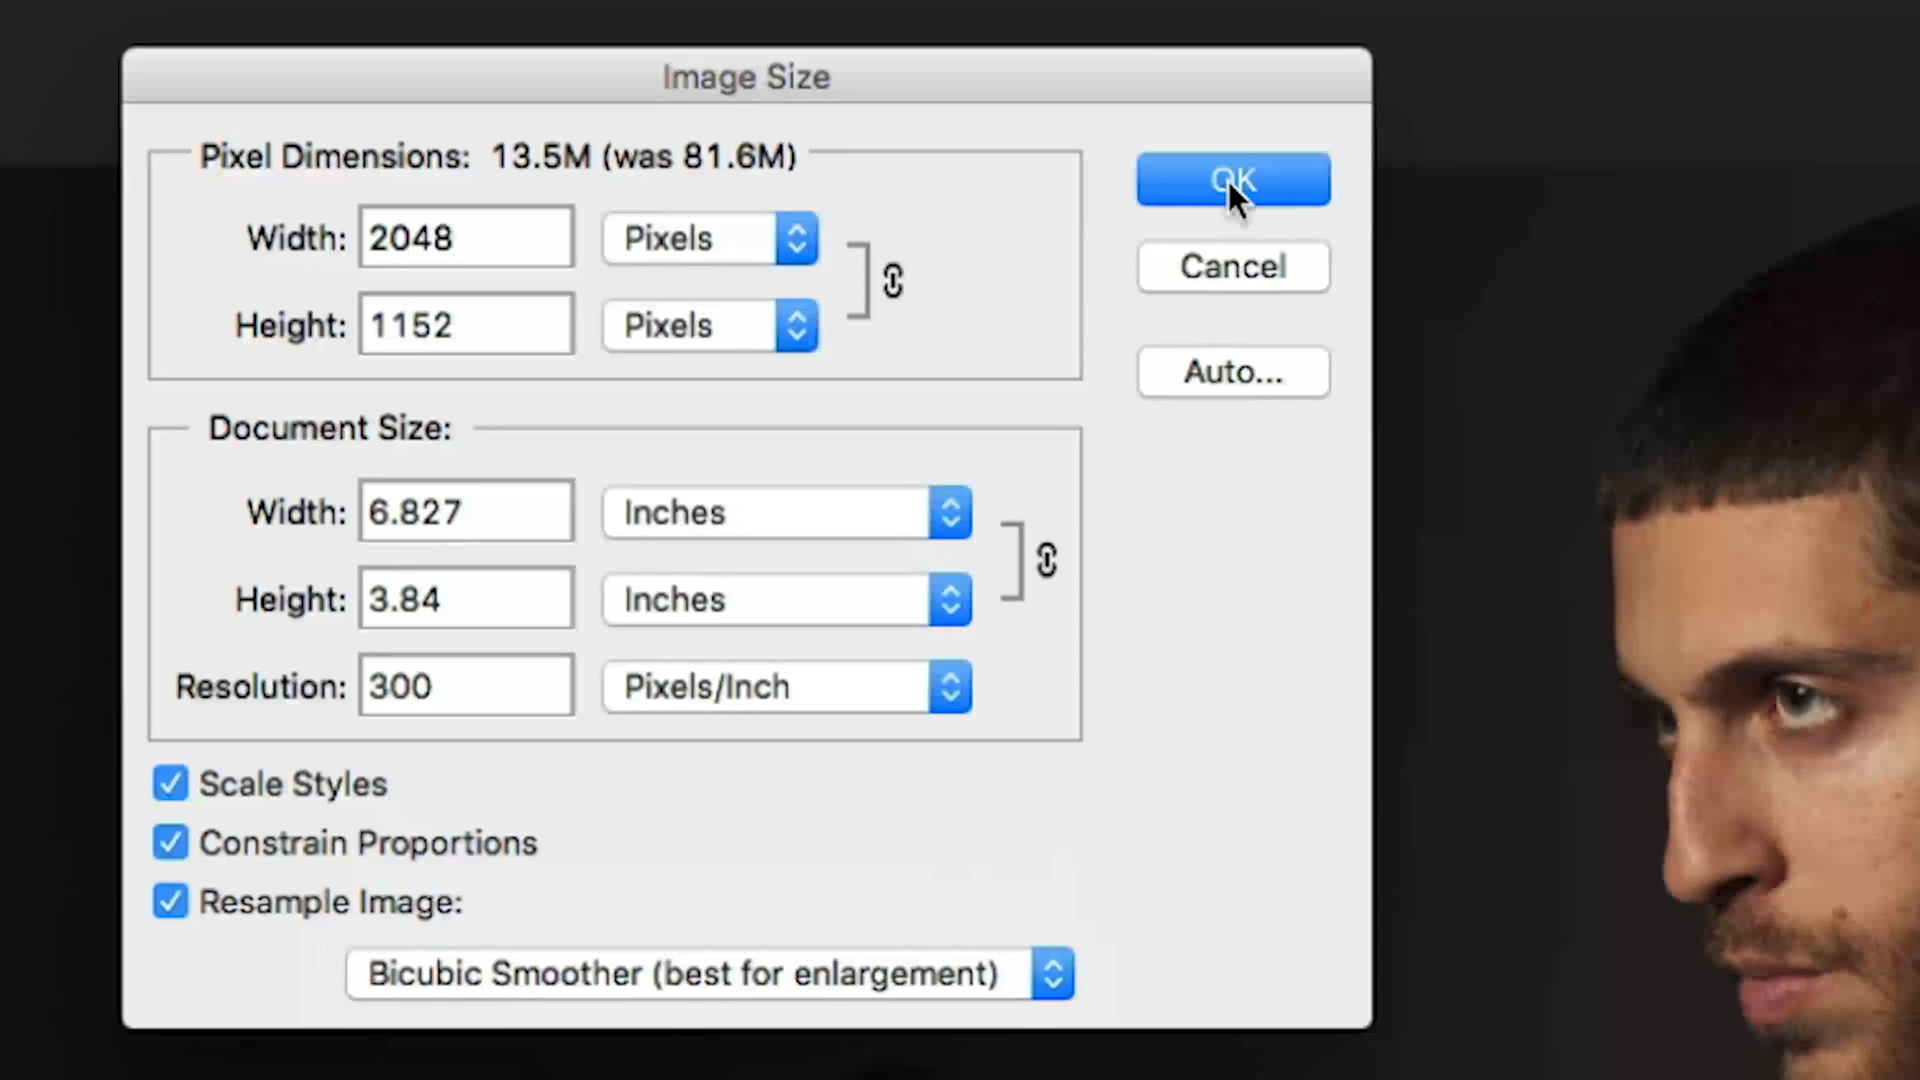 Image Size
Pixel Dimensions: 13.5M (was 81.6M)
Width: 2048 Pixels
Height: 1152 Pixels
OK
Cancel
Auto...
Document Size:
Width: 6.827 Inches
Height: 3.84 Inches
Resolution: 300 Pixels/Inch
Scale Styles
Constrain Proportions
Resample Image:
Bicubic Smoother (best for enlargement)